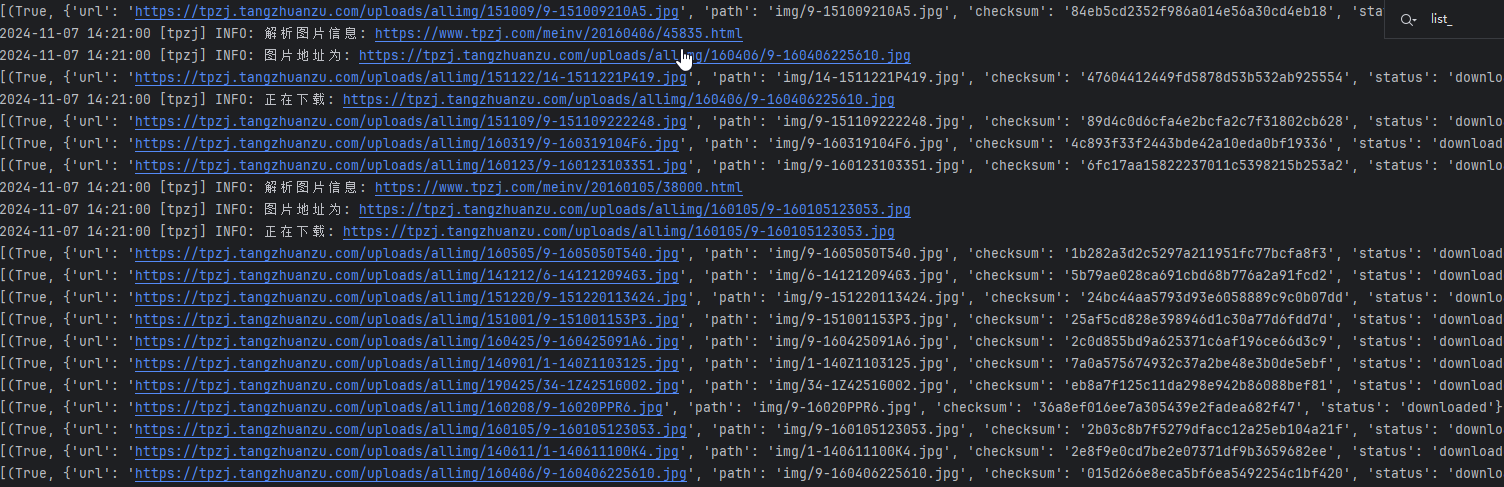 [(True, {'url': 'https://tpzj.tangzhuanzu.com/uploads/allimg/151009/9-151009210A5.jpg', 'path': 'img/9-151009210A5.jpg', 'checksum': '84eb5cd2352f986a014e56a30cd4eb18', 'sta
list_
2024-11-07 14:21:00 [tpzj] INFO: 解析图片信息: https://www.tpzj.com/meinv/20160406/45835.html
2024-11-07 14:21:00 [tpzj] INFO: 图片地址为: https://tpzj.tangzhuanzu.com/uploads/allimg/160406/9-160406225610.jpg
[(True, {'url': 'https://tpzj.tangzhuanzu.com/uploads/allimg/151122/14-1511221P419.jpg', 'path': 'img/14-1511221P419.jpg', 'checksum': '47604412449fd5878d53b532ab925554', 'status': 'downlo
2024-11-07 14:21:00 [tpzj] INFO: 正在下载: https://tpzj.tangzhuanzu.com/uploads/allimg/160406/9-160406225610.jpg
[(True, {'url': 'https://tpzj.tangzhuanzu.com/uploads/allimg/151109/9-151109222248.jpg', 'path': 'img/9-151109222248.jpg', 'checksum': '89d4c0d6cfa4e2bcfa2c7f31802cb628', 'status': 'downloa
[(True, {'url': 'https://tpzj.tangzhuanzu.com/uploads/allimg/160319/9-160319104F6.jpg', 'path': 'img/9-160319104F6.jpg', 'checksum': '4c893f33f2443bde42a10eda0bf19336', 'status': 'downloa
[(True, {'url': 'https://tpzj.tangzhuanzu.com/uploads/allimg/160123/9-160123103351.jpg', 'path': 'img/9-160123103351.jpg', 'checksum': '6fc17aa15822237011c5398215b253a2', 'status': 'downloa
2024-11-07 14:21:00 [tpzj] INFO: 解析图片信息: https://www.tpzj.com/meinv/20160105/38000.html
2024-11-07 14:21:00 [tpzj] INFO: 图片地址为: https://tpzj.tangzhuanzu.com/uploads/allimg/160105/9-160105123053.jpg
2024-11-07 14:21:00 [tpzj] INFO: 正在下载: https://tpzj.tangzhuanzu.com/uploads/allimg/160105/9-160105123053.jpg
[(True, {'url': 'https://tpzj.tangzhuanzu.com/uploads/allimg/160505/9-1605050T540.jpg', 'path': 'img/9-1605050T540.jpg', 'checksum': '1b282a3d2c5297a211951fc77bcfa8f3', 'status': 'download
[(True, {'url': 'https://tpzj.tangzhuanzu.com/uploads/allimg/141212/6-14121209463.jpg', 'path': 'img/6-14121209463.jpg', 'checksum': '5b79ae028ca691cbd68b776a2a91fcd2', 'status': 'download
[(True, {'url': 'https://tpzj.tangzhuanzu.com/uploads/allimg/151220/9-151220113424.jpg', 'path': 'img/9-151220113424.jpg', 'checksum': '24bc44aa5793d93e6058889c9c0b07dd', 'status': 'download
[(True, {'url': 'https://tpzj.tangzhuanzu.com/uploads/allimg/151001/9-151001153P3.jpg', 'path': 'img/9-151001153P3.jpg', 'checksum': '25af5cd828e398946d1c30a77d6fdd7d', 'status': 'download
[(True, {'url': 'https://tpzj.tangzhuanzu.com/uploads/allimg/160425/9-160425091A6.jpg', 'path': 'img/9-160425091A6.jpg', 'checksum': '2c0d855bd9a625371c6af196ce66d3c9', 'status': 'download
[(True, {'url': 'https://tpzj.tangzhuanzu.com/uploads/allimg/140901/1-140Z1103125.jpg', 'path': 'img/1-140Z1103125.jpg', 'checksum': '7a0a575674932c37a2be48e3b0de5ebf', 'status': 'download
[(True, {'url': 'https://tpzj.tangzhuanzu.com/uploads/allimg/190425/34-1Z42516002.jpg', 'path': 'img/34-1Z42516002.jpg', 'checksum': 'eb8a7f125c11da298e942b86088bef81', 'status': 'download
[(True, {'url': 'https://tpzj.tangzhuanzu.com/uploads/allimg/160208/9-16020PPR6.jpg', 'path': 'img/9-16020PPR6.jpg', 'checksum': '36a8ef016ee7a305439e2fadea682f47', 'status': 'downloaded'}
[(True, {'url': 'https://tpzj.tangzhuanzu.com/uploads/allimg/160105/9-160105123053.jpg', 'path': 'img/9-160105123053.jpg', 'checksum': '2b03c8b7f5279dfacc12a25eb104a21f', 'status': 'download
[(True, {'url': 'https://tpzj.tangzhuanzu.com/uploads/allimg/140611/1-140611100K4.jpg', 'path': 'img/1-140611100K4.jpg', 'checksum': '2e8f9e0cd7be2e07371df9b3659682ee', 'status': 'download
[(True, {'url': 'https://tpzj.tangzhuanzu.com/uploads/allimg/160406/9-160406225610.jpg', 'path': 'img/9-160406225610.jpg', 'checksum': '015d266e8eca5bf6ea5492254c1bf420', 'status': 'download